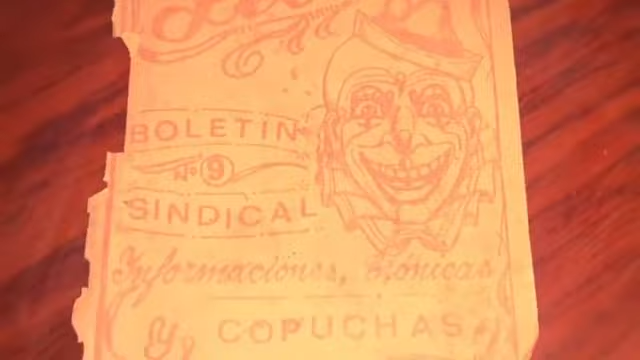 BOLETIN
Nº 9
SINDICAL
Informaciones, Crónicas
Y COPUCHAS